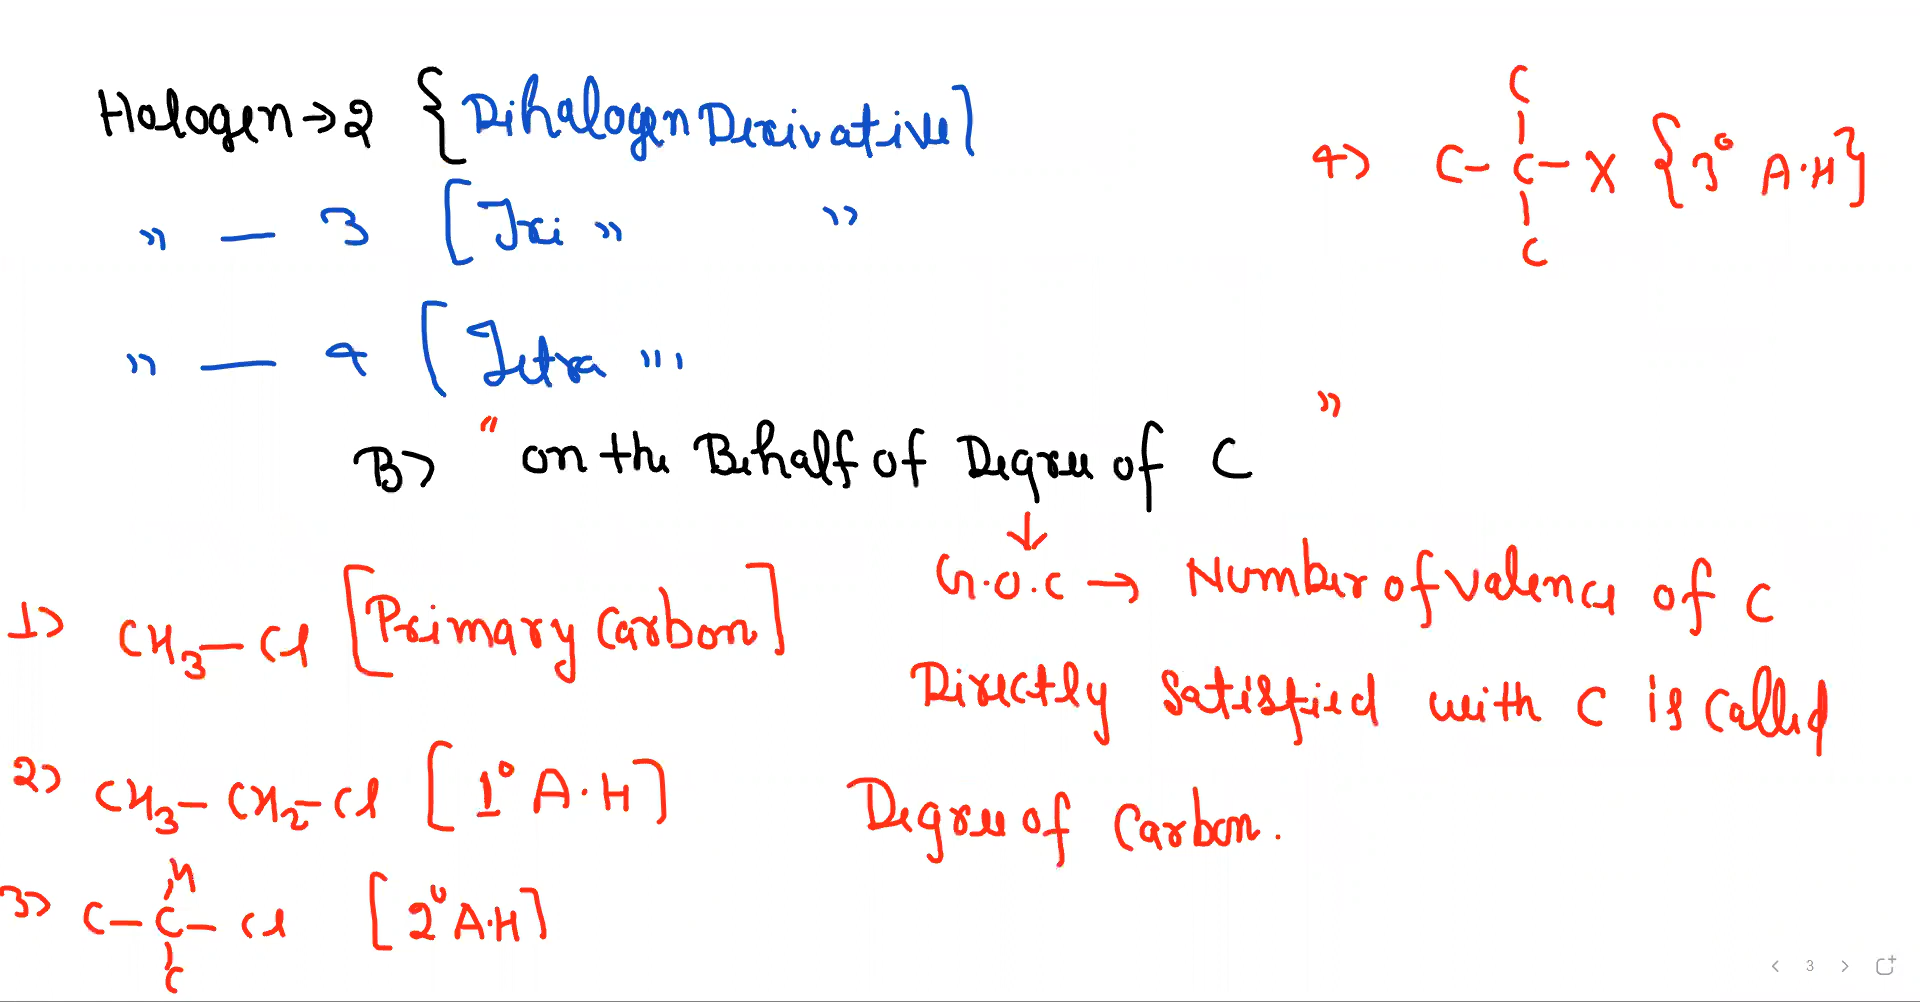 Halogen → 2 { Dihalogen Derivative ]
" — 3 [ Tri " "
" — 4 [ Tetra " '
B> " on the Behalf of Degree of C "
↓
G.O.C → Number of valence of C
Directly Satisfied with C is called
Degree of Carbon.
1> CH3 — Cl [Primary Carbon]
2> CH3 — CH2 — Cl [1° A.H]
H
3> C — C — Cl [2° A.H]
C
C
4> C - C - X {3° A.H}
C
3